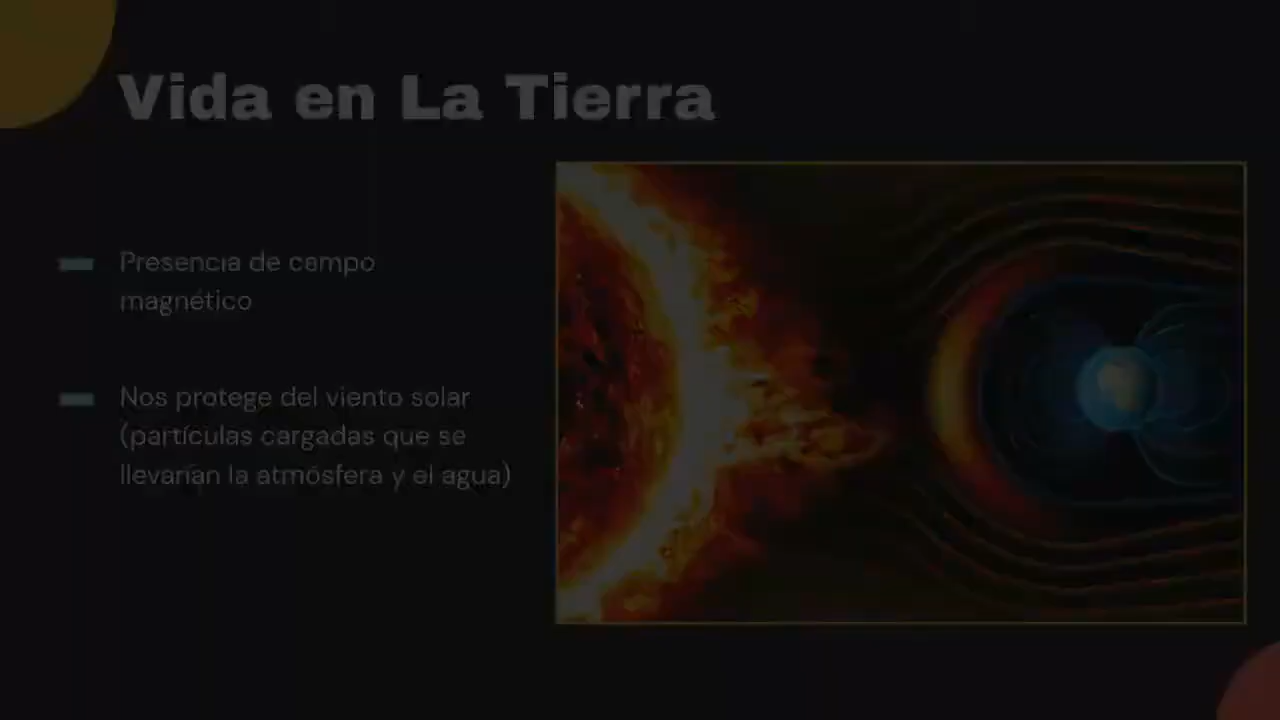 Vida en La Tierra
Presencia de campo
magnético
Nos protege del viento solar
(partículas cargadas que se
llevarían la atmósfera y el agua)